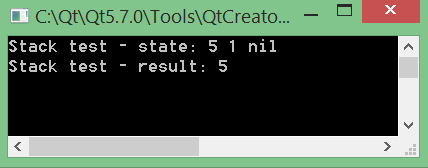 C:\Qt\Qt5.7.0\Tools\QtCreato...
Stack test - state: 5 1 nil
Stack test - result: 5